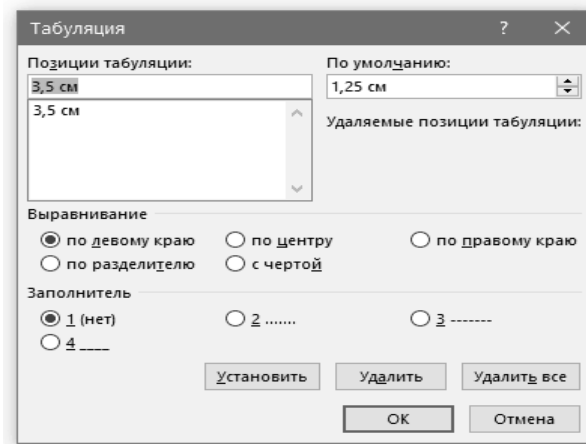 Табуляция ?
Позиции табуляции: По умолчанию:
3,5 см 1,25 см
3,5 см
Удаляемые позиции табуляции:
Выравнивание
по левому краю по центру по правому краю
по разделителю с чертой
Заполнитель
1 (нет) 2 ....... 3 -------
4 ____
Установить Удалить Удалить все
ОК Отмена